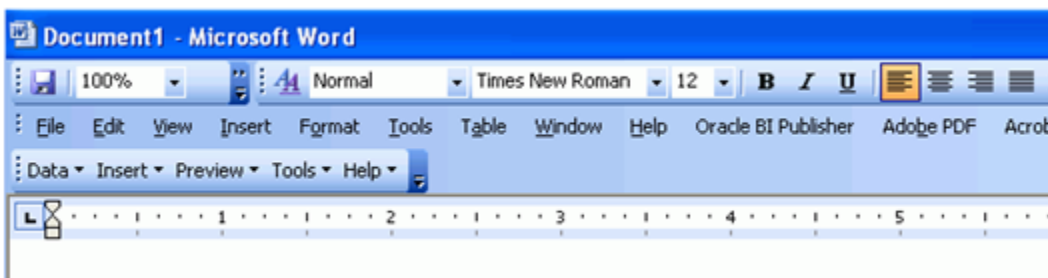 Document1 - Microsoft Word
100% Normal Times New Roman 12 B I U
File Edit View Insert Format Tools Table Window Help Oracle BI Publisher Adobe PDF Acrob
Data Insert Preview Tools Help
1 2 3 4 5